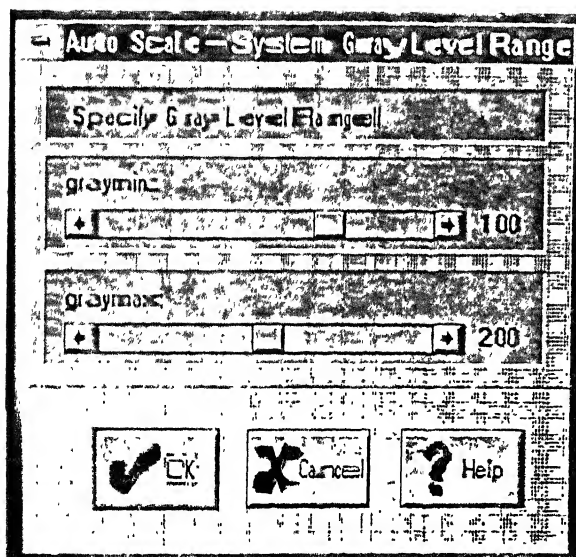 Auto Scale - System Gray Level Range
Specify Gray Level Range!!
graymin:
100
graymax:
200
OK
Cancel
Help